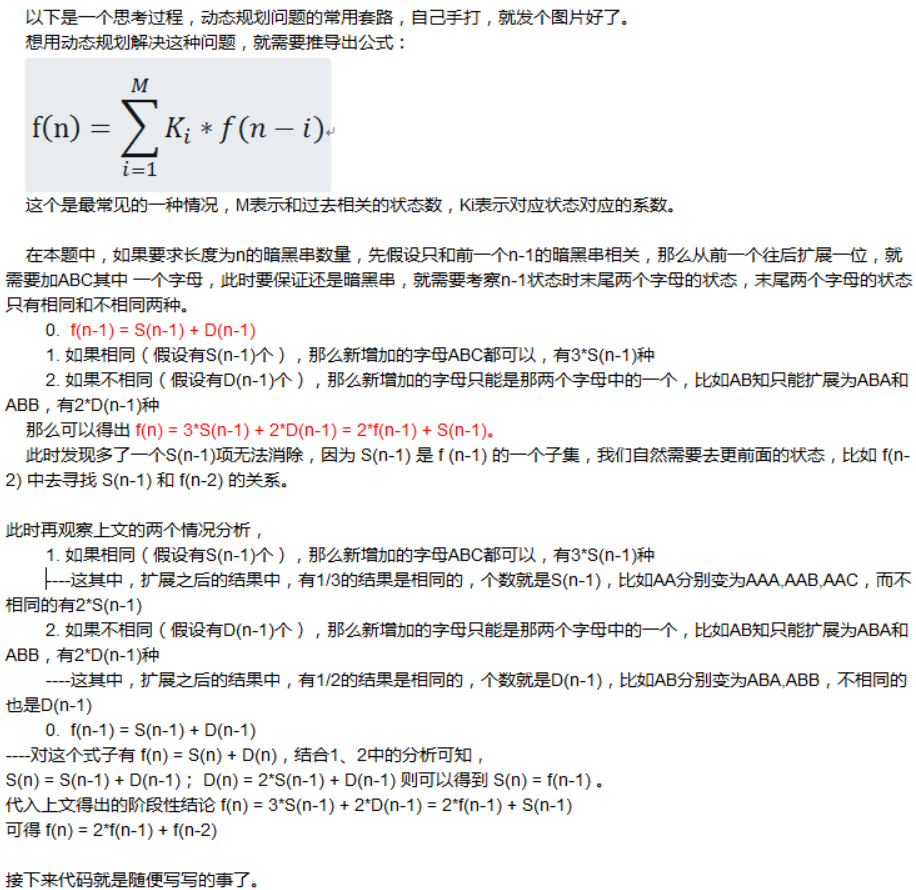 以下是一个思考过程，动态规划问题的常用套路，自己手打，就发个图片好了。
想用动态规划解决这种问题，就需要推导出公式：
f(n) = \sum_{i=1}^{M} K_i * f(n − i)
这个是最常见的一种情况，M表示和过去相关的状态数，Ki表示对应状态对应的系数。
在本题中，如果要求长度为n的暗黑串数量，先假设只和前一个n-1的暗黑串相关，那么从前一个往后扩展一位，就
需要加ABC其中 一个字母，此时要保证还是暗黑串，就需要考察n-1状态时末尾两个字母的状态，末尾两个字母的状态
只有相同和不相同两种。
0. f(n-1) = S(n-1) + D(n-1)
1. 如果相同（假设有S(n-1)个），那么新增加的字母ABC都可以，有3*S(n-1)种
2. 如果不相同（假设有D(n-1)个），那么新增加的字母只能是那两个字母中的一个，比如AB知只能扩展为ABA和
ABB，有2*D(n-1)种
那么可以得出 f(n) = 3*S(n-1) + 2*D(n-1) = 2*f(n-1) + S(n-1)。
此时发现多了一个S(n-1)项无法消除，因为 S(n-1) 是 f (n-1) 的一个子集，我们自然需要去更前面的状态，比如 f(n-
2) 中去寻找 S(n-1) 和 f(n-2) 的关系。
此时再观察上文的两个情况分析，
1. 如果相同（假设有S(n-1)个），那么新增加的字母ABC都可以，有3*S(n-1)种
----这其中，扩展之后的结果中，有1/3的结果是相同的，个数就是S(n-1)，比如AA分别变为AAA,AAB,AAC，而不
相同的有2*S(n-1)
2. 如果不相同（假设有D(n-1)个），那么新增加的字母只能是那两个字母中的一个，比如AB知只能扩展为ABA和
ABB，有2*D(n-1)种
----这其中，扩展之后的结果中，有1/2的结果是相同的，个数就是D(n-1)，比如AB分别变为ABA,ABB，不相同的
也是D(n-1)
0. f(n-1) = S(n-1) + D(n-1)
----对这个式子有 f(n) = S(n) + D(n)，结合1、2中的分析可知，
S(n) = S(n-1) + D(n-1)； D(n) = 2*S(n-1) + D(n-1) 则可以得到 S(n) = f(n-1) 。
代入上文得出的阶段性结论 f(n) = 3*S(n-1) + 2*D(n-1) = 2*f(n-1) + S(n-1)
可得 f(n) = 2*f(n-1) + f(n-2)
接下来代码就是随便写写的事了。